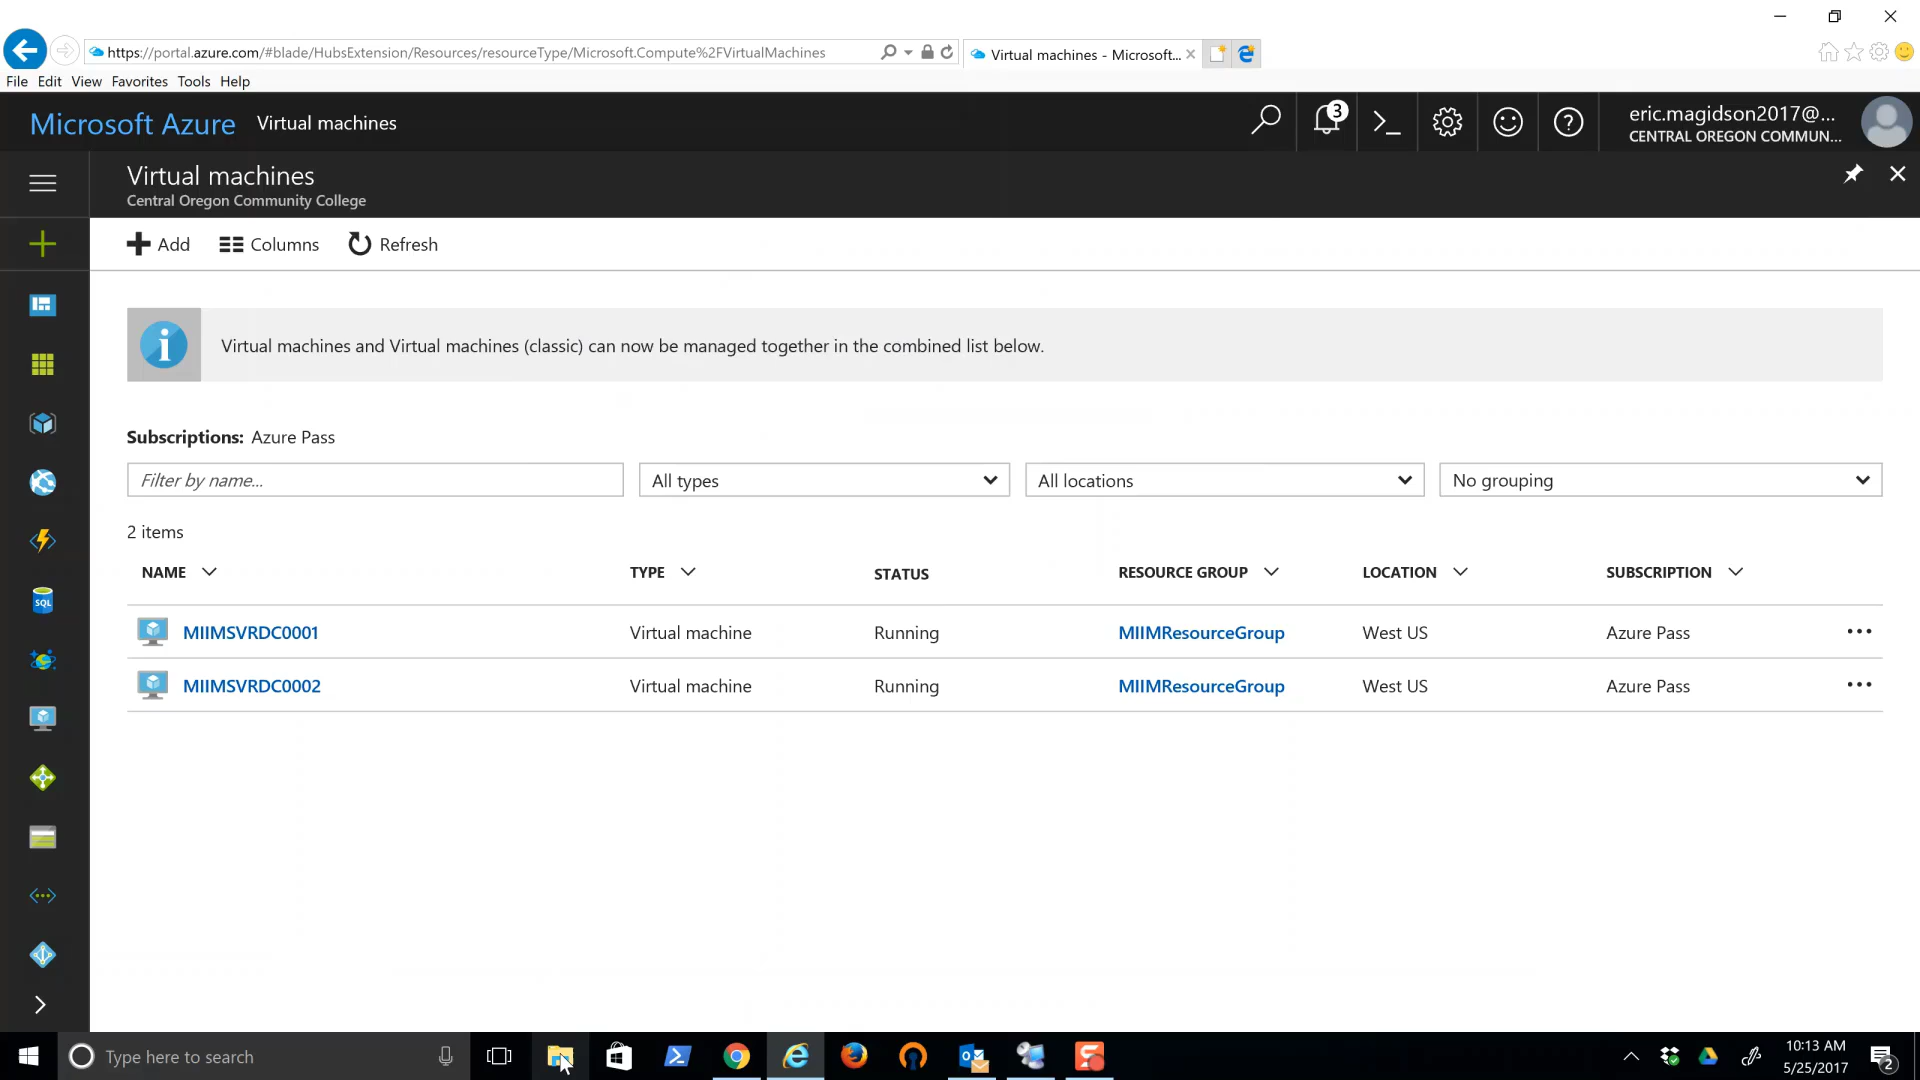 https://portal.azure.com/#blade/HubsExtension/Resources/resourceType/Microsoft.Compute%2FVirtualMachines
Virtual machines - Microsoft...
File Edit View Favorites Tools Help
Microsoft Azure Virtual machines
3
eric.magidson2017@...
CENTRAL OREGON COMMUN...
Virtual machines
Central Oregon Community College
Add Columns Refresh
Virtual machines and Virtual machines (classic) can now be managed together in the combined list below.
Subscriptions: Azure Pass
Filter by name... All types All locations No grouping
2 items
NAME TYPE STATUS RESOURCE GROUP LOCATION SUBSCRIPTION
MIIMSVRDC0001 Virtual machine Running MIIMResourceGroup West US Azure Pass
MIIMSVRDC0002 Virtual machine Running MIIMResourceGroup West US Azure Pass
SQL
Type here to search
10:13 AM
5/25/2017
2